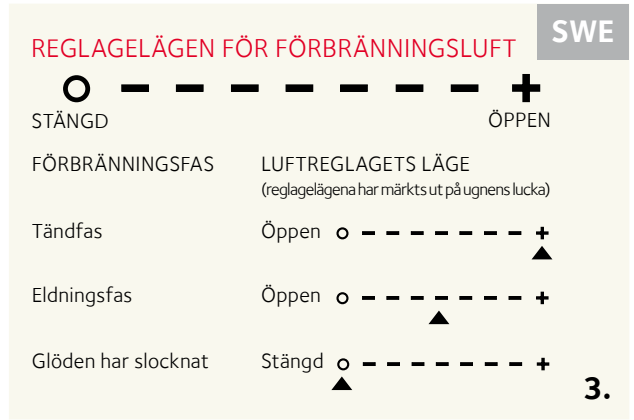 SWE
REGLAGELÄGEN FÖR FÖRBRÄNNINGSLUFT
STÄNGD ÖPPEN
FÖRBRÄNNINGSFAS LUFTREGLAGETS LÄGE
(reglagelägena har märkts ut på ugnens lucka)
Tändfas Öppen
Eldningsfas Öppen
Glöden har slocknat Stängd
3.